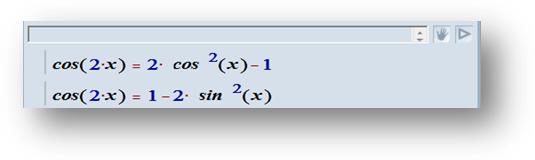 cos(2·x) = 2· cos ²(x)−1
cos(2·x) = 1−2· sin ²(x)